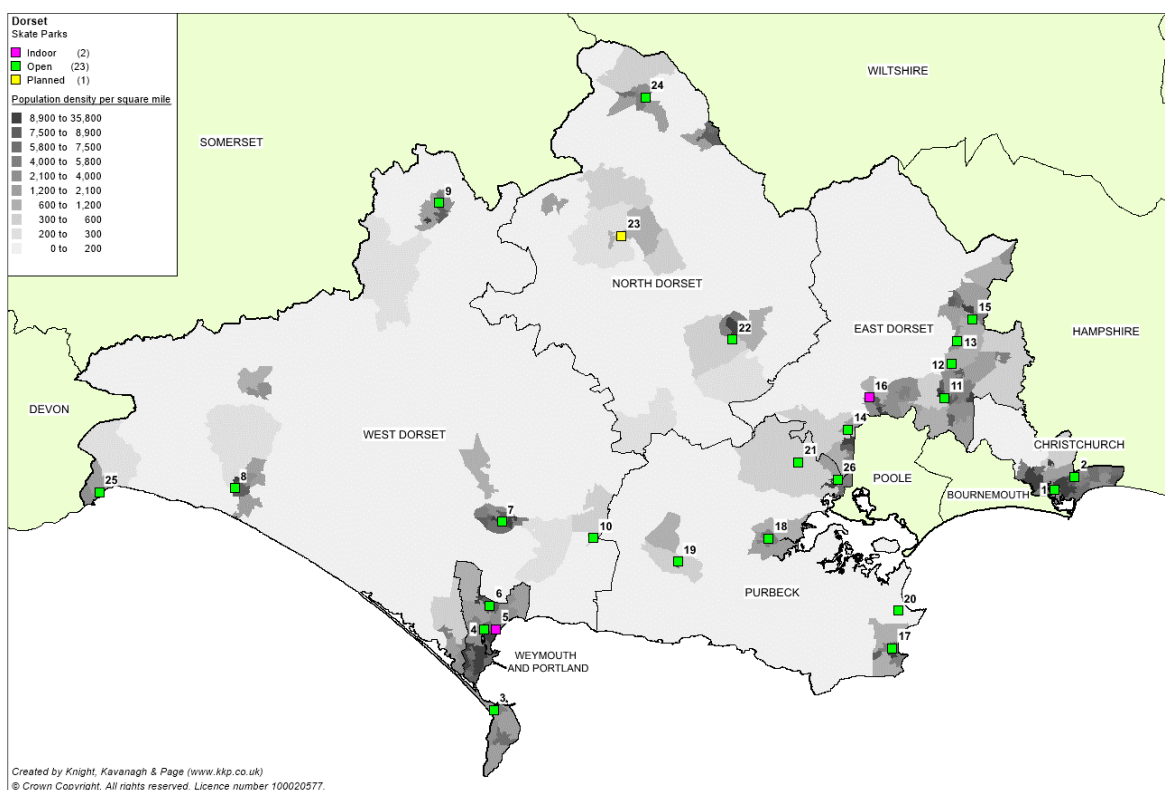 Dorset
Skate Parks
Indoor (2)
Open (23)
Planned (1)
Population density per square mile
8,900 to 35,800
7,500 to 8,900
5,800 to 7,500
4,000 to 5,800
2,100 to 4,000
1,200 to 2,100
600 to 1,200
300 to 600
200 to 300
0 to 200
WILTSHIRE
24
SOMERSET
9
23
NORTH DORSET
15
22
EAST DORSET
HAMPSHIRE
13
12
DEVON
16
11
14
WEST DORSET
CHRISTCHURCH
21
2
26
POOLE
25
8
1
BOURNEMOUTH
7
10
18
19
PURBECK
6
20
4
5
17
WEYMOUTH
AND PORTLAND
3
Created by Knight, Kavanagh & Page (www.kkp.co.uk)
© Crown Copyright. All rights reserved. Licence number 100020577.